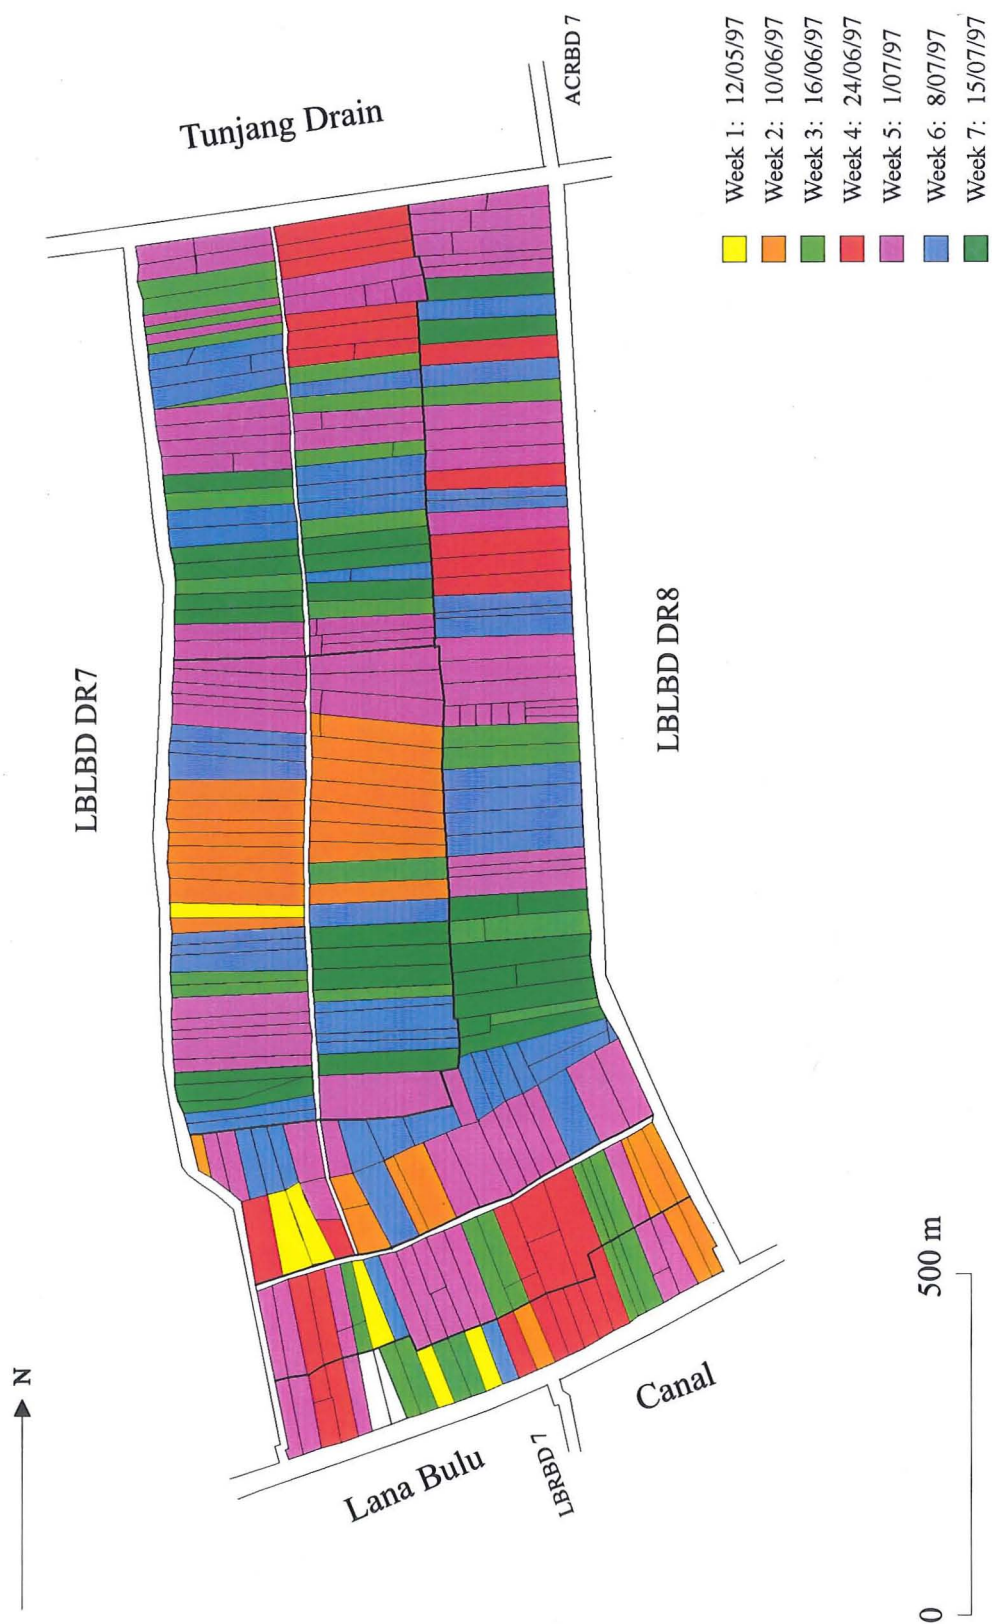 Tunjang Drain
ACRBD 7
Week 1: 12/05/97
Week 2: 10/06/97
Week 3: 16/06/97
Week 4: 24/06/97
Week 5: 1/07/97
Week 6: 8/07/97
Week 7: 15/07/97
LBLBD DR7
LBLBD DR8
N
Lana Bulu
Canal
LBRBD 7
0
500 m